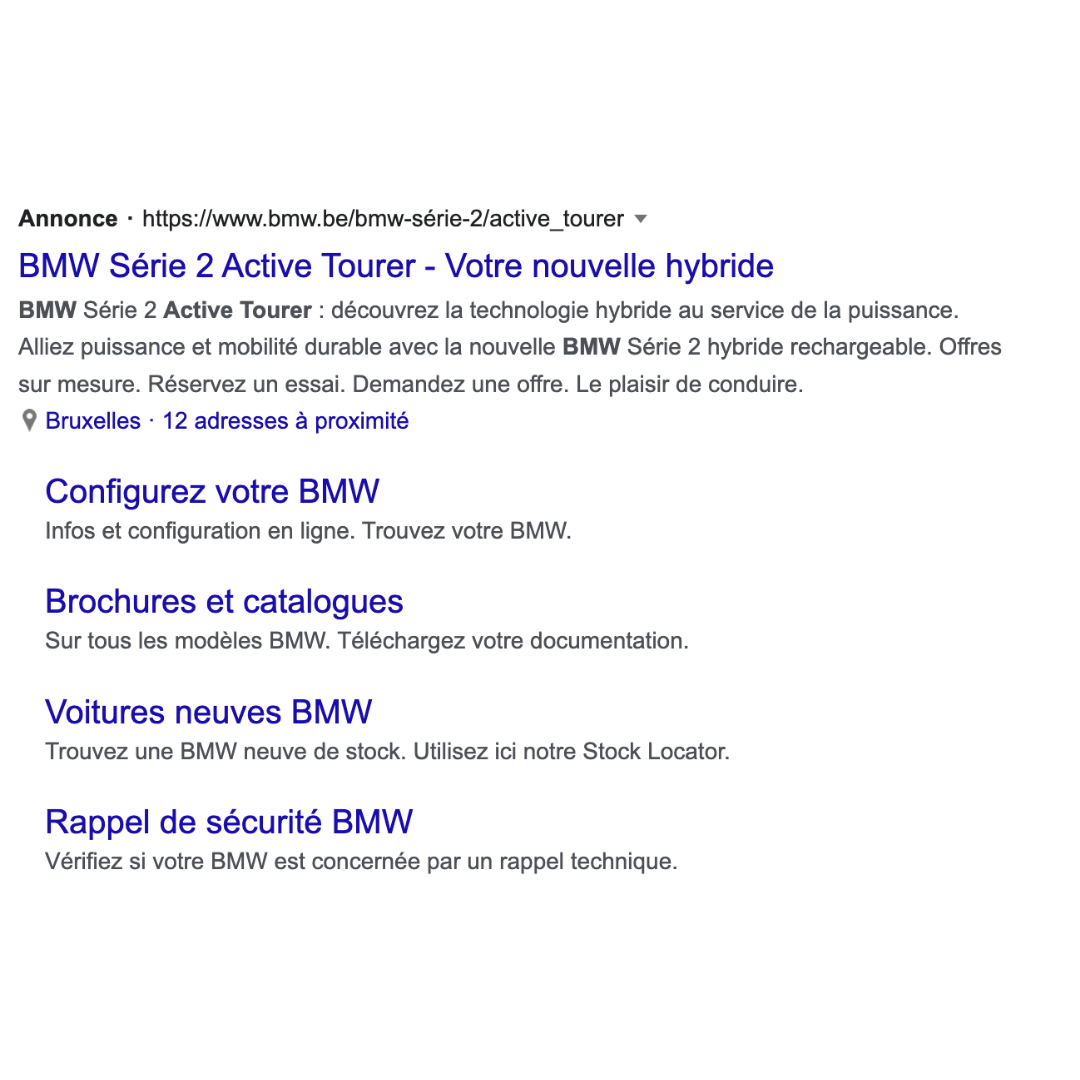 Annonce · https://www.bmw.be/bmw-série-2/active_tourer
BMW Série 2 Active Tourer - Votre nouvelle hybride
BMW Série 2 Active Tourer : découvrez la technologie hybride au service de la puissance.
Alliez puissance et mobilité durable avec la nouvelle BMW Série 2 hybride rechargeable. Offres
sur mesure. Réservez un essai. Demandez une offre. Le plaisir de conduire.
Bruxelles · 12 adresses à proximité
Configurez votre BMW
Infos et configuration en ligne. Trouvez votre BMW.
Brochures et catalogues
Sur tous les modèles BMW. Téléchargez votre documentation.
Voitures neuves BMW
Trouvez une BMW neuve de stock. Utilisez ici notre Stock Locator.
Rappel de sécurité BMW
Vérifiez si votre BMW est concernée par un rappel technique.